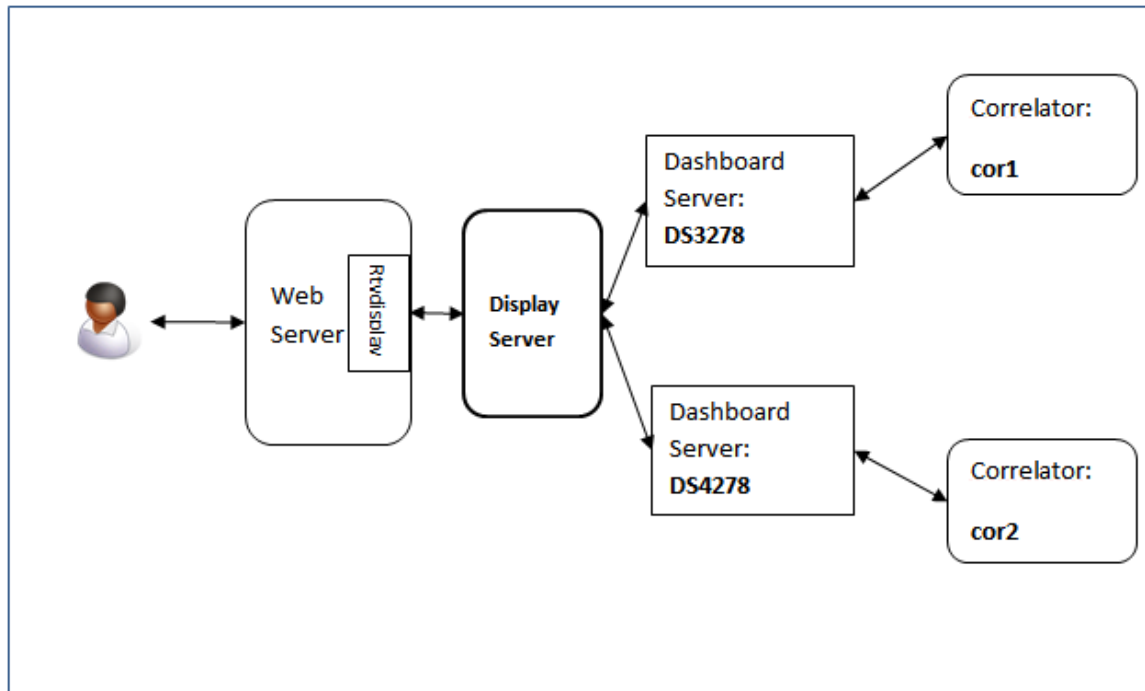 Web
Server
Rtvdisplay
Display
Server
Dashboard
Server:
DS3278
Correlator:
cor1
Dashboard
Server:
DS4278
Correlator:
cor2